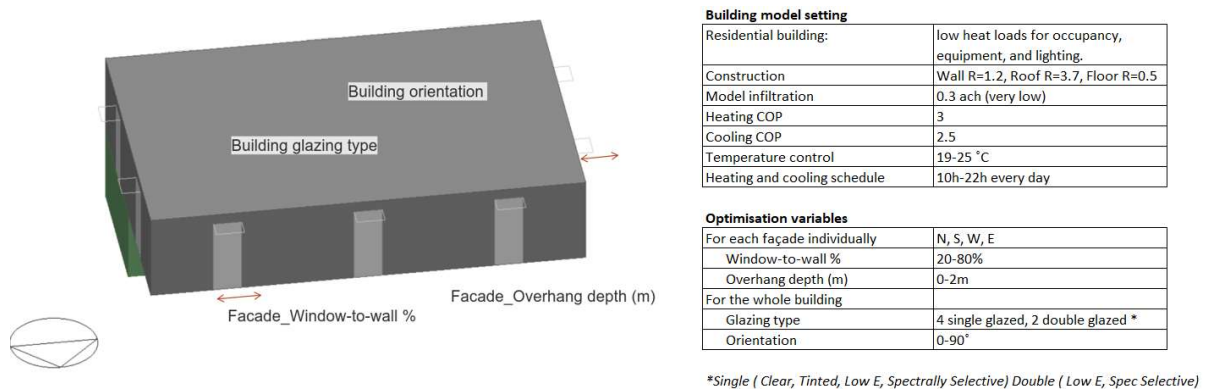 Building orientation
Building glazing type
Facade_Overhang depth (m)
Facade_Window-to-wall %
Building model setting
Residential building: low heat loads for occupancy,
equipment, and lighting.
Construction Wall R=1.2, Roof R=3.7, Floor R=0.5
Model infiltration 0.3 ach (very low)
Heating COP 3
Cooling COP 2.5
Temperature control 19-25 ˚C
Heating and cooling schedule 10h-22h every day
Optimisation variables
For each façade individually N, S, W, E
Window-to-wall % 20-80%
Overhang depth (m) 0-2m
For the whole building
Glazing type 4 single glazed, 2 double glazed *
Orientation 0-90˚
*Single ( Clear, Tinted, Low E, Spectrally Selective) Double ( Low E, Spec Selective)